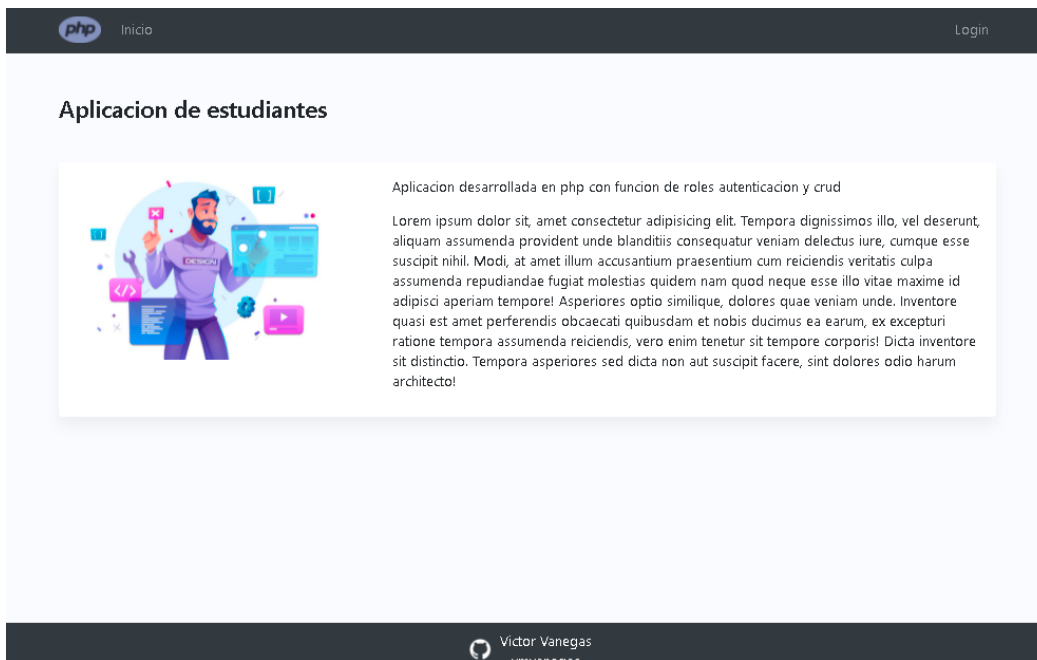 php
Inicio
Login
Aplicacion de estudiantes
DESIGN
Aplicacion desarrollada en php con funcion de roles autenticacion y crud
Lorem ipsum dolor sit, amet consectetur adipisicing elit. Tempora dignissimos illo, vel deserunt,
aliquam assumenda provident unde blanditiis consequatur veniam delectus iure, cumque esse
suscipit nihil. Modi, at amet illum accusantium praesentium cum reiciendis veritatis culpa
assumenda repudiandae fugiat molestias quidem nam quod neque esse illo vitae maxime id
adipisci aperiam tempore! Asperiores optio similique, dolores quae veniam unde. Inventore
quasi est amet perferendis obcaecati quibusdam et nobis ducimus ea earum, ex excepturi
ratione tempora assumenda reiciendis, vero enim tenetur sit tempore corporis! Dicta inventore
sit distinctio. Tempora asperiores sed dicta non aut suscipit facere, sint dolores odio harum
architecto!
Victor Vanegas